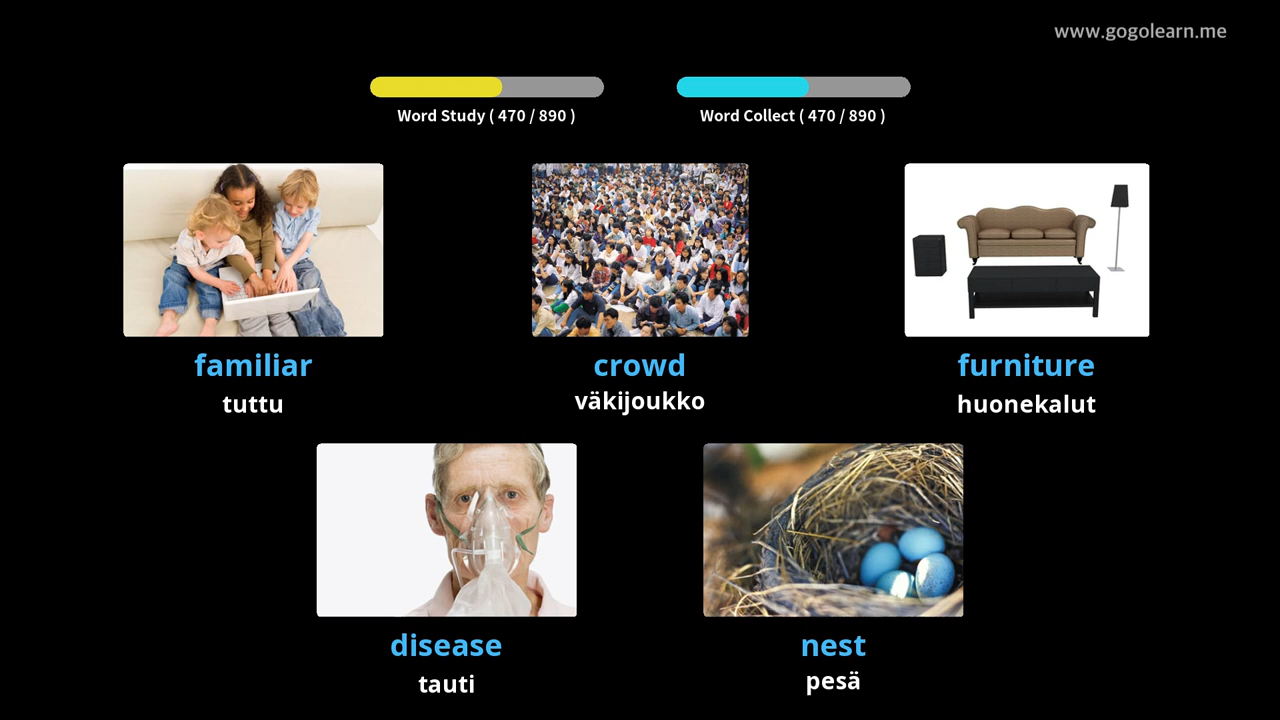 www.gogolearn.me
Word Study ( 470 / 890 )
Word Collect ( 470 / 890 )
familiar
tuttu
crowd
väkijoukko
furniture
huonekalut
disease
tauti
nest
pesä